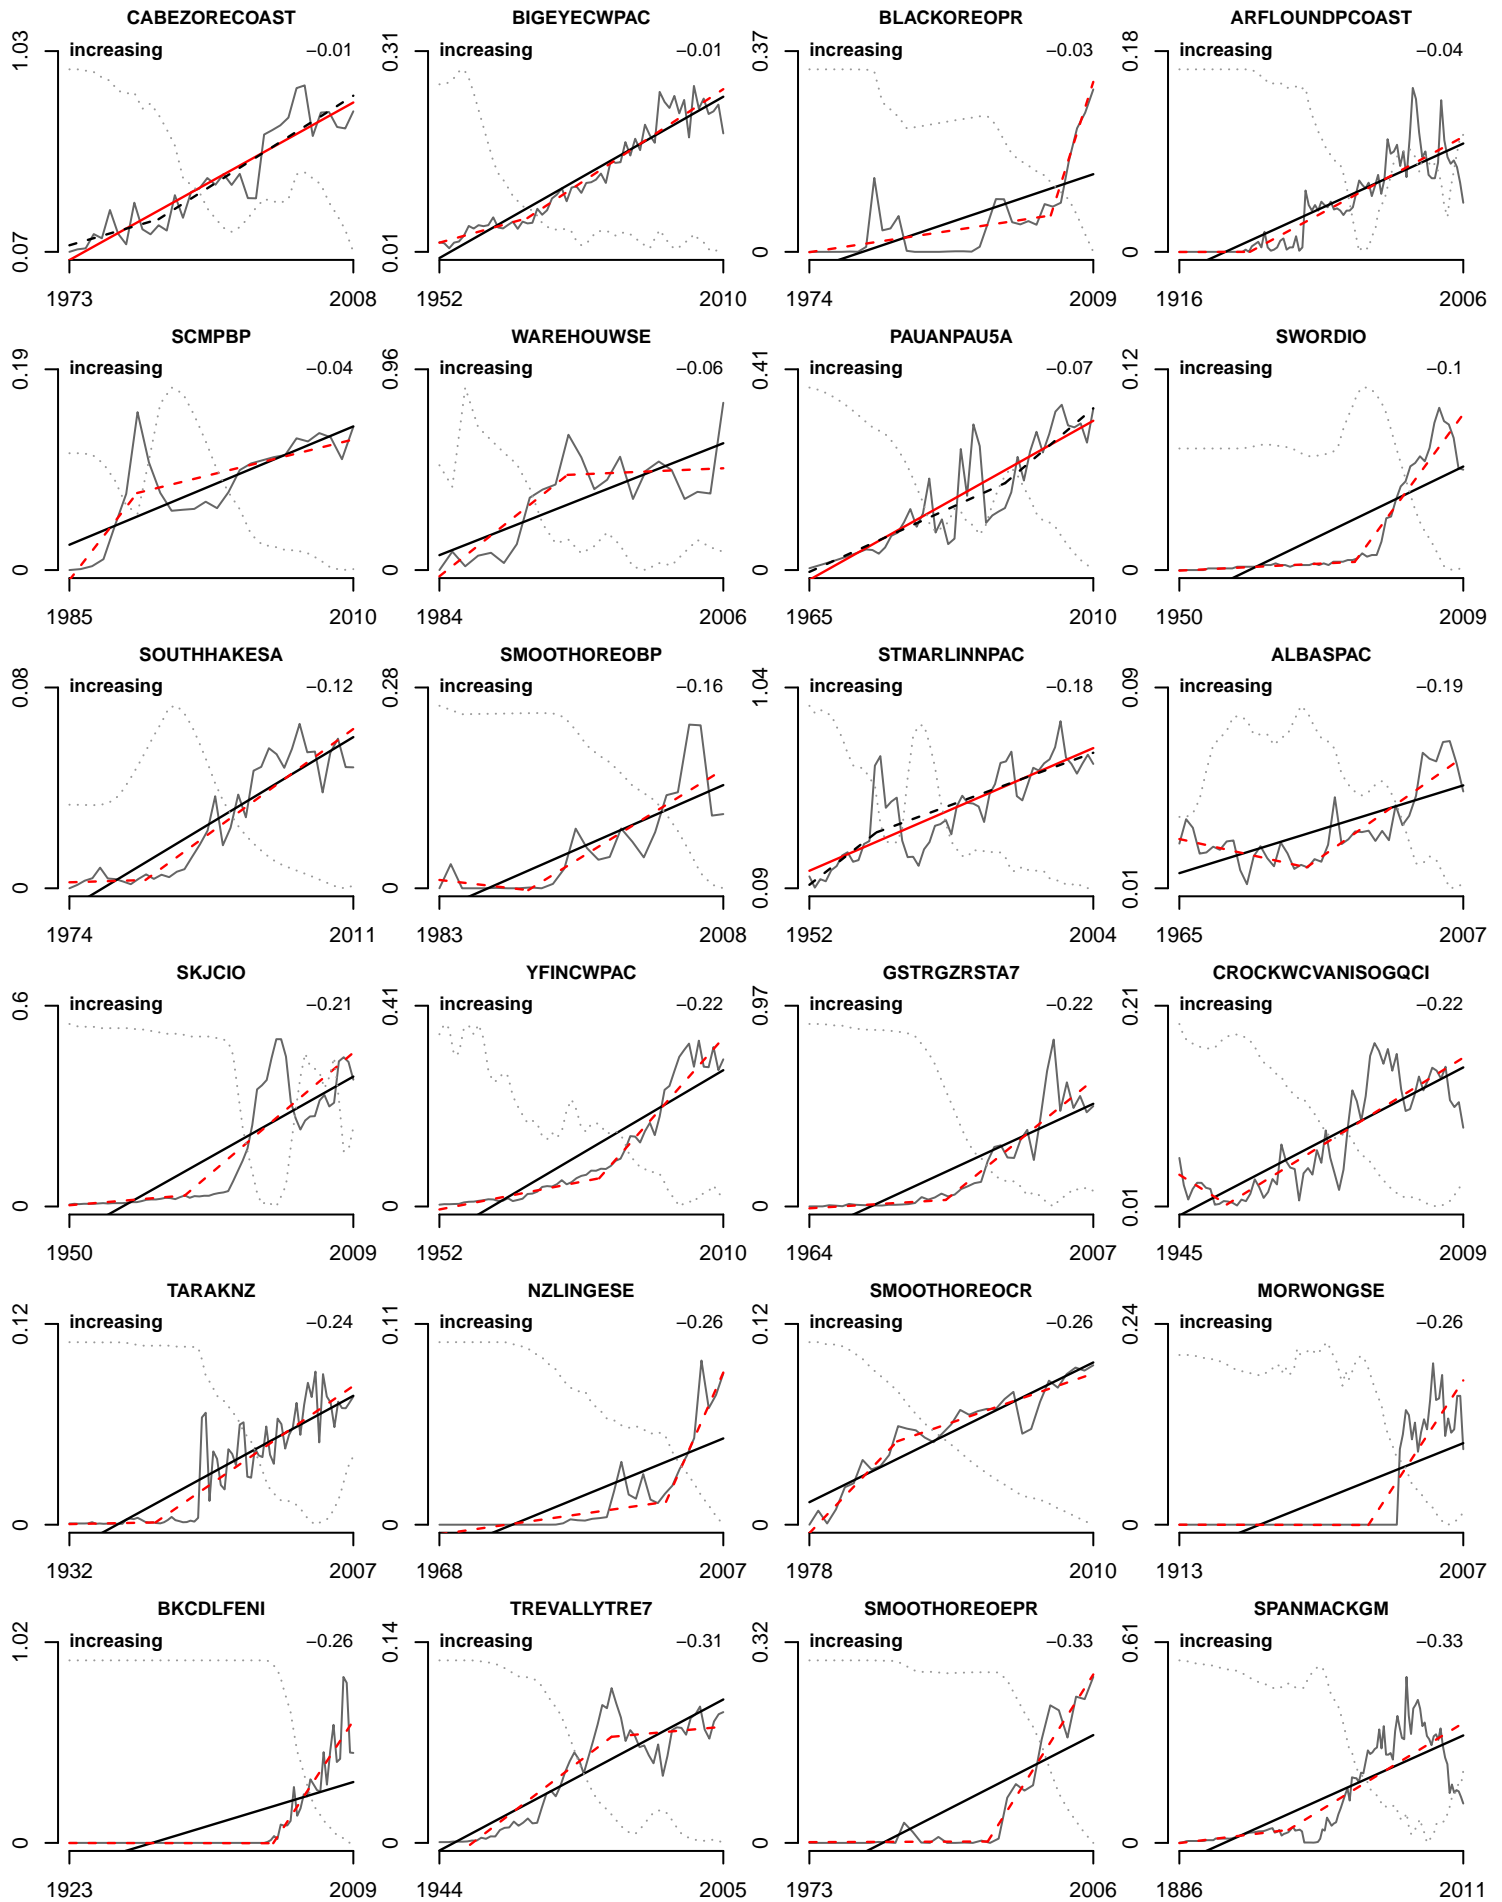 CABEZORECOAST
increasing
−0.01
1.03
0.07
1973
2008
BIGEYECWPAC
increasing
−0.01
0.31
0.01
1952
2010
BLACKOREOPR
increasing
−0.03
0.37
0
1974
2009
ARFLOUNDPCOAST
increasing
−0.04
0.18
0
1916
2006
SCMPBP
increasing
−0.04
0.19
0
1985
2010
WAREHOUWSE
increasing
−0.06
0.96
0
1984
2006
PAUANPAU5A
increasing
−0.07
0.41
0
1965
2010
SWORDIO
increasing
−0.1
0.12
0
1950
2009
SOUTHHAKESA
increasing
−0.12
0.08
0
1974
2011
SMOOTHOREOBP
increasing
−0.16
0.28
0
1983
2008
STMARLINNPAC
increasing
−0.18
1.04
0.09
1952
2004
ALBASPAC
increasing
−0.19
0.09
0.01
1965
2007
SKJCIO
increasing
−0.21
0.6
0
1950
2009
YFINCWPAC
increasing
−0.22
0.41
0
1952
2010
GSTRGZRSTA7
increasing
−0.22
0.97
0
1964
2007
CROCKWCVANISOGQCI
increasing
−0.22
0.21
0.01
1945
2009
TARAKNZ
increasing
−0.24
0.12
0
1932
2007
NZLINGESE
increasing
−0.26
0.11
0
1968
2007
SMOOTHOREOCR
increasing
−0.26
0.12
0
1978
2010
MORWONGSE
increasing
−0.26
0.24
0
1913
2007
BKCDLFENI
increasing
−0.26
1.02
0
1923
2009
TREVALLYTRE7
increasing
−0.31
0.14
0
1944
2005
SMOOTHOREOEPR
increasing
−0.33
0.32
0
1973
2006
SPANMACKGM
increasing
−0.33
0.61
0
1886
2011